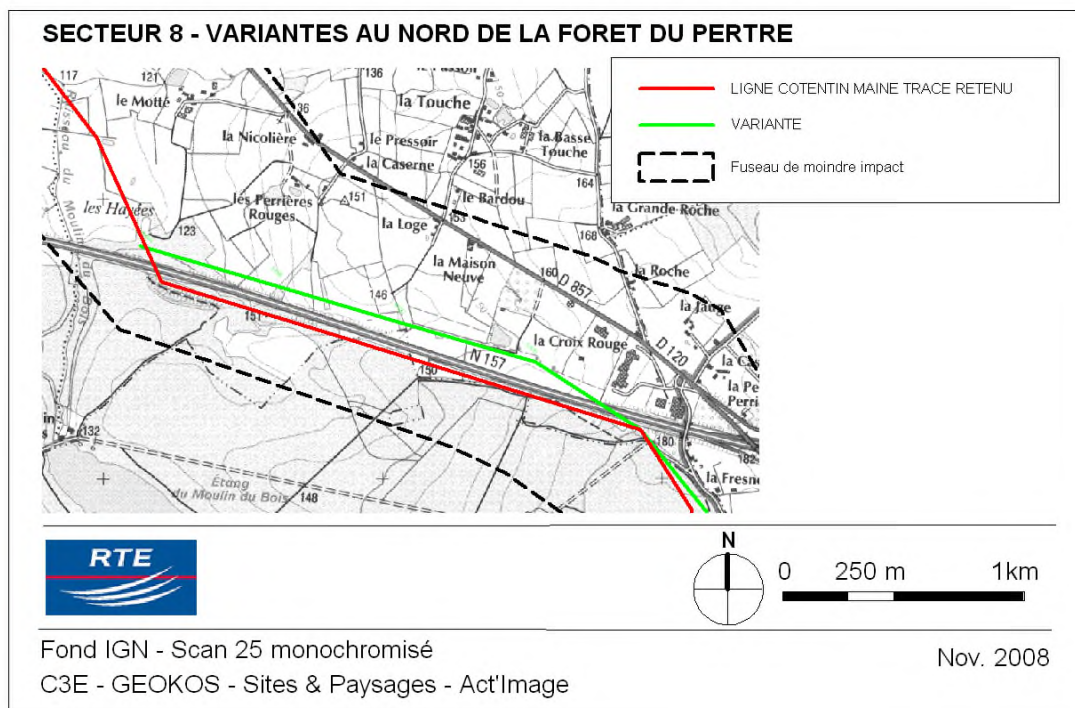 SECTEUR 8 - VARIANTES AU NORD DE LA FORET DU PERTRE
LIGNE COTENTIN MAINE TRACE RETENU
VARIANTE
Fuseau de moindre impact
117
121
136
le Motté
la Touche
36
la Nicolière
le Pressoir
la Basse
Touche
la Caserne
156
164
les Perrières
Rouges
151
le Bardou
les Hayées
153
la Grande-Roche
123
la Loge
168
la Maison
Neuve
160
D 857
la Roche
146
la Jauge
151
la Croix Rouge
D 120
N 157
150
132
180
182
la Fresn
Étang
du Moulin du Bois
148
RTE
N
0 250 m 1km
Fond IGN - Scan 25 monochromisé
Nov. 2008
C3E - GEOKOS - Sites & Paysages - Act'Image